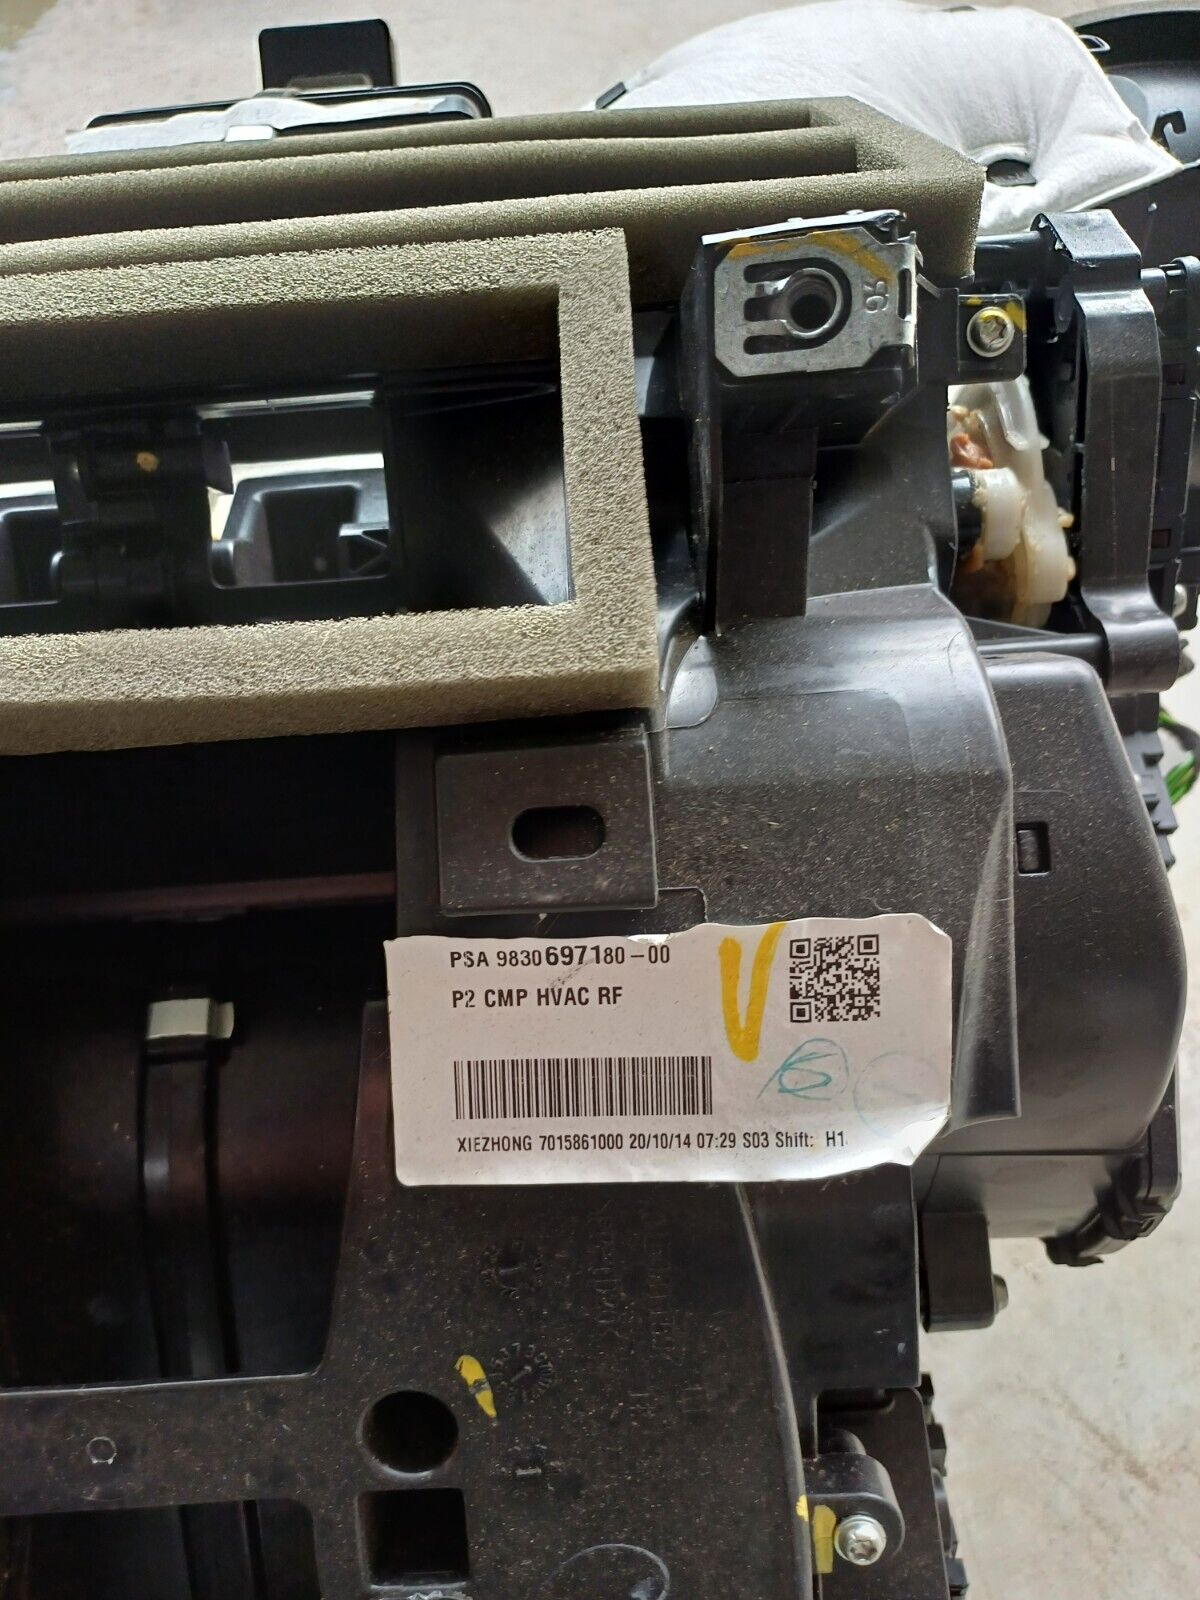 PSA 9830697180-00
P2 CMP HVAC RF
XIEZHONG 7015861000 20/10/14 07:29 S03 Shift: H1